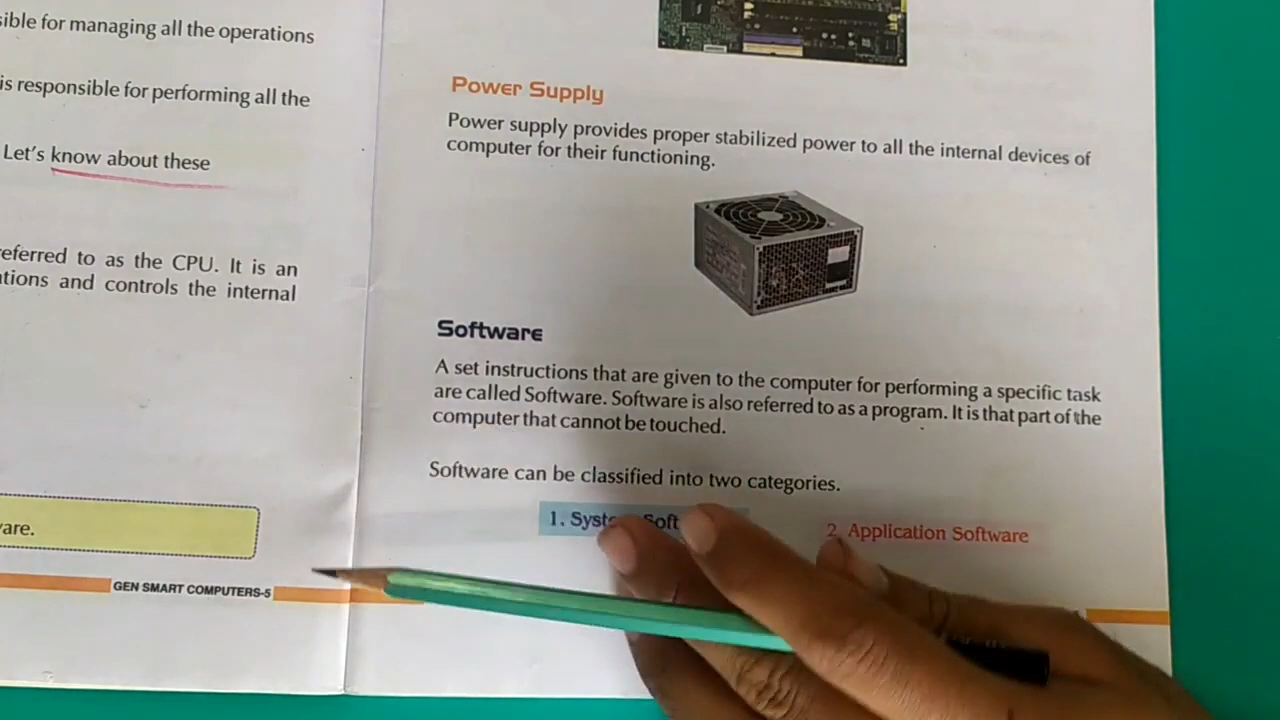 sible for managing all the operations
is responsible for performing all the
Let's know about these
eferred to as the CPU. It is an
ations and controls the internal
are.
GEN SMART COMPUTERS-5
Power Supply
Power supply provides proper stabilized power to all the internal devices of
computer for their functioning.
Software
A set instructions that are given to the computer for performing a specific task
are called Software. Software is also referred to as a program. It is that part of the
computer that cannot be touched.
Software can be classified into two categories.
1. System Soft
2. Application Software